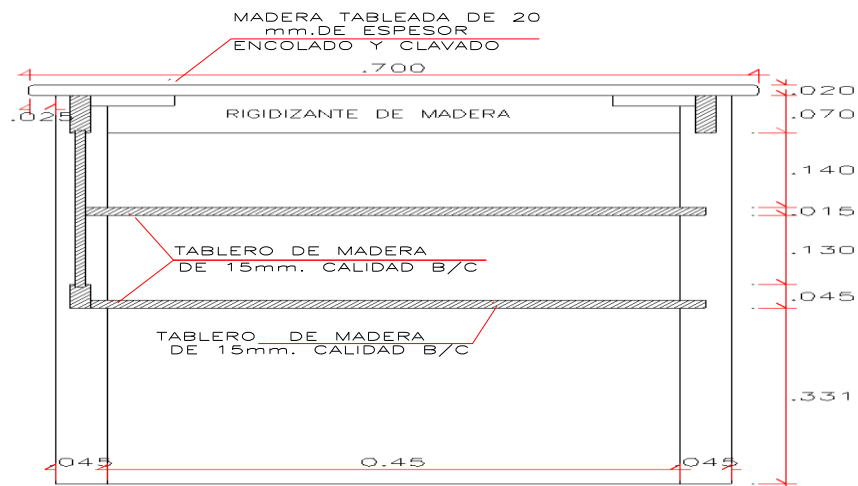 MADERA TABLEADA DE 20
mm.DE ESPESOR
ENCOLADO Y CLAVADO
.700
.020
.025
RIGIDIZANTE DE MADERA
.070
.140
.015
TABLERO DE MADERA
DE 15mm. CALIDAD B/C
.130
.045
TABLERO DE MADERA
DE 15mm. CALIDAD B/C
.331
.045
0.45
.045